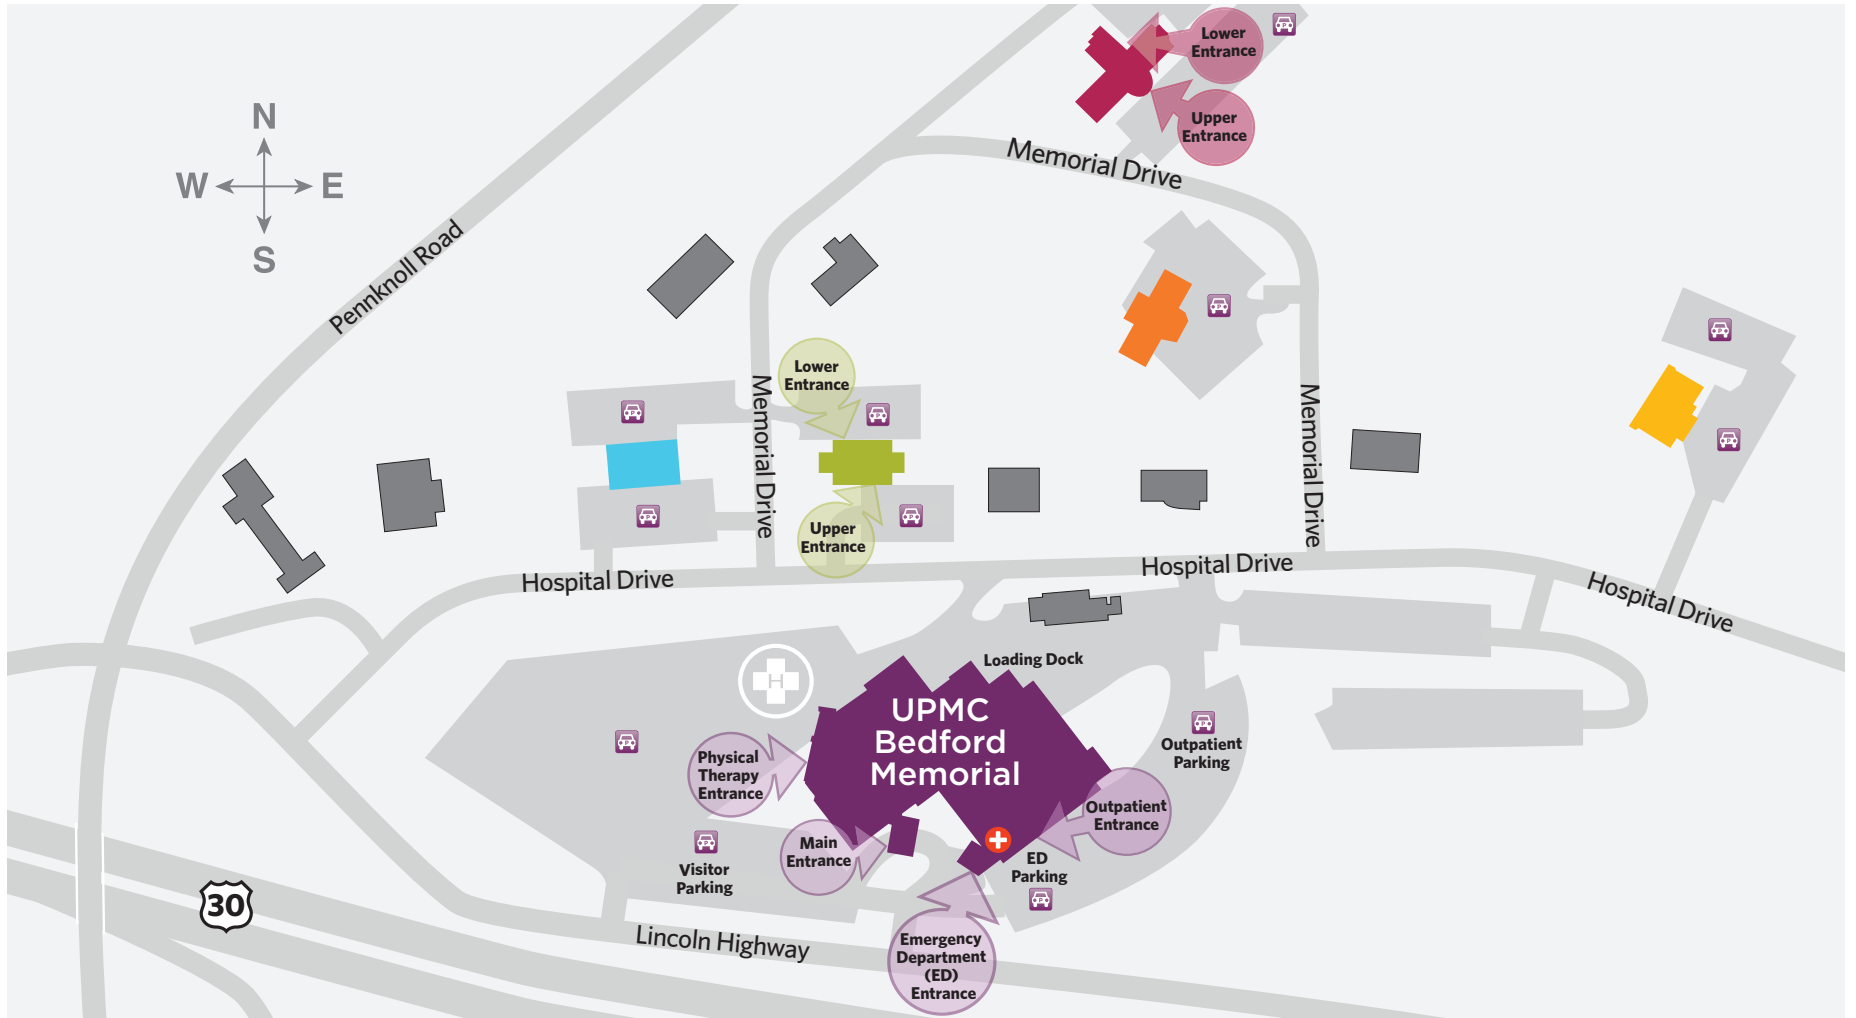 Lower
Entrance
Upper
Entrance
Memorial Drive
N
W E
S
Pennknoll Road
Lower
Entrance
Memorial Drive
Memorial Drive
Upper
Entrance
Hospital Drive
Hospital Drive
Hospital Drive
Loading Dock
H
UPMC
Bedford
Memorial
Outpatient
Parking
Physical
Therapy
Entrance
Outpatient
Entrance
Main
Entrance
Visitor
Parking
ED
Parking
30
Lincoln Highway
Emergency
Department
(ED)
Entrance